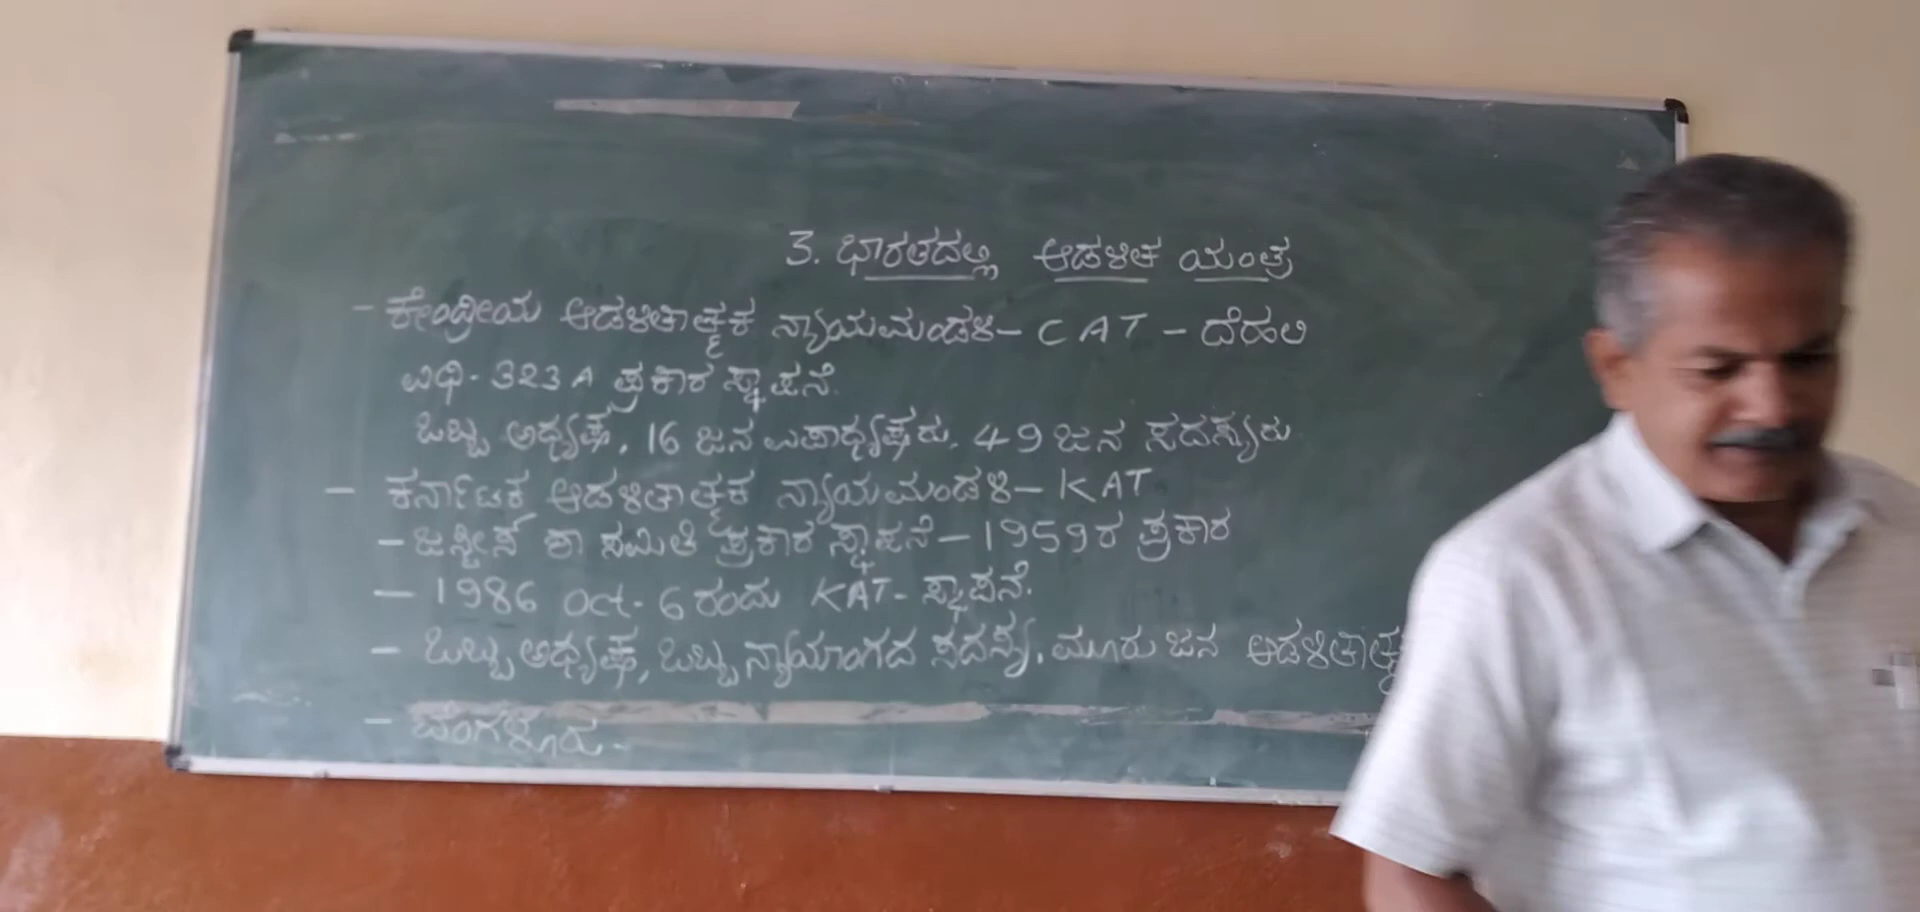 3. ಭಾರತದಲ್ಲಿ ಆಡಳಿತ ಯಂತ್ರ
- ಕೇಂದ್ರೀಯ ಆಡಳಿತಾತ್ಮಕ ನ್ಯಾಯಮಂಡಳಿ - CAT - ದೆಹಲಿ
ವಿಧಿ - 323 A ಪ್ರಕಾರ ಸ್ಥಾಪನೆ.
ಒಬ್ಬ ಅಧ್ಯಕ್ಷ, 16 ಜನ ಉಪಾಧ್ಯಕ್ಷರು, 49 ಜನ ಸದಸ್ಯರು
- ಕರ್ನಾಟಕ ಆಡಳಿತಾತ್ಮಕ ನ್ಯಾಯಮಂಡಳಿ - KAT
- ಜಸ್ಟೀಸ್ ಶಾ ಸಮಿತಿ ಪ್ರಕಾರ ಸ್ಥಾಪನೆ - 1959ರ ಪ್ರಕಾರ
- 1986 oct - 6 ರಂದು KAT - ಸ್ಥಾಪನೆ.
- ಒಬ್ಬ ಅಧ್ಯಕ್ಷ, ಒಬ್ಬ ನ್ಯಾಯಾಂಗದ ಸದಸ್ಯ, ಮೂರು ಜನ
- ಬೆಂಗಳೂರು -